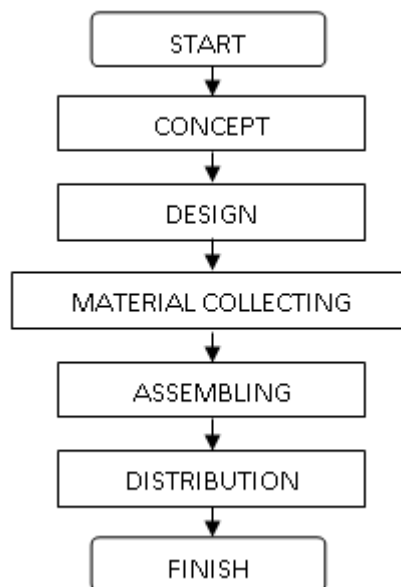 START
CONCEPT
DESIGN
MATERIAL COLLECTING
ASSEMBLING
DISTRIBUTION
FINISH